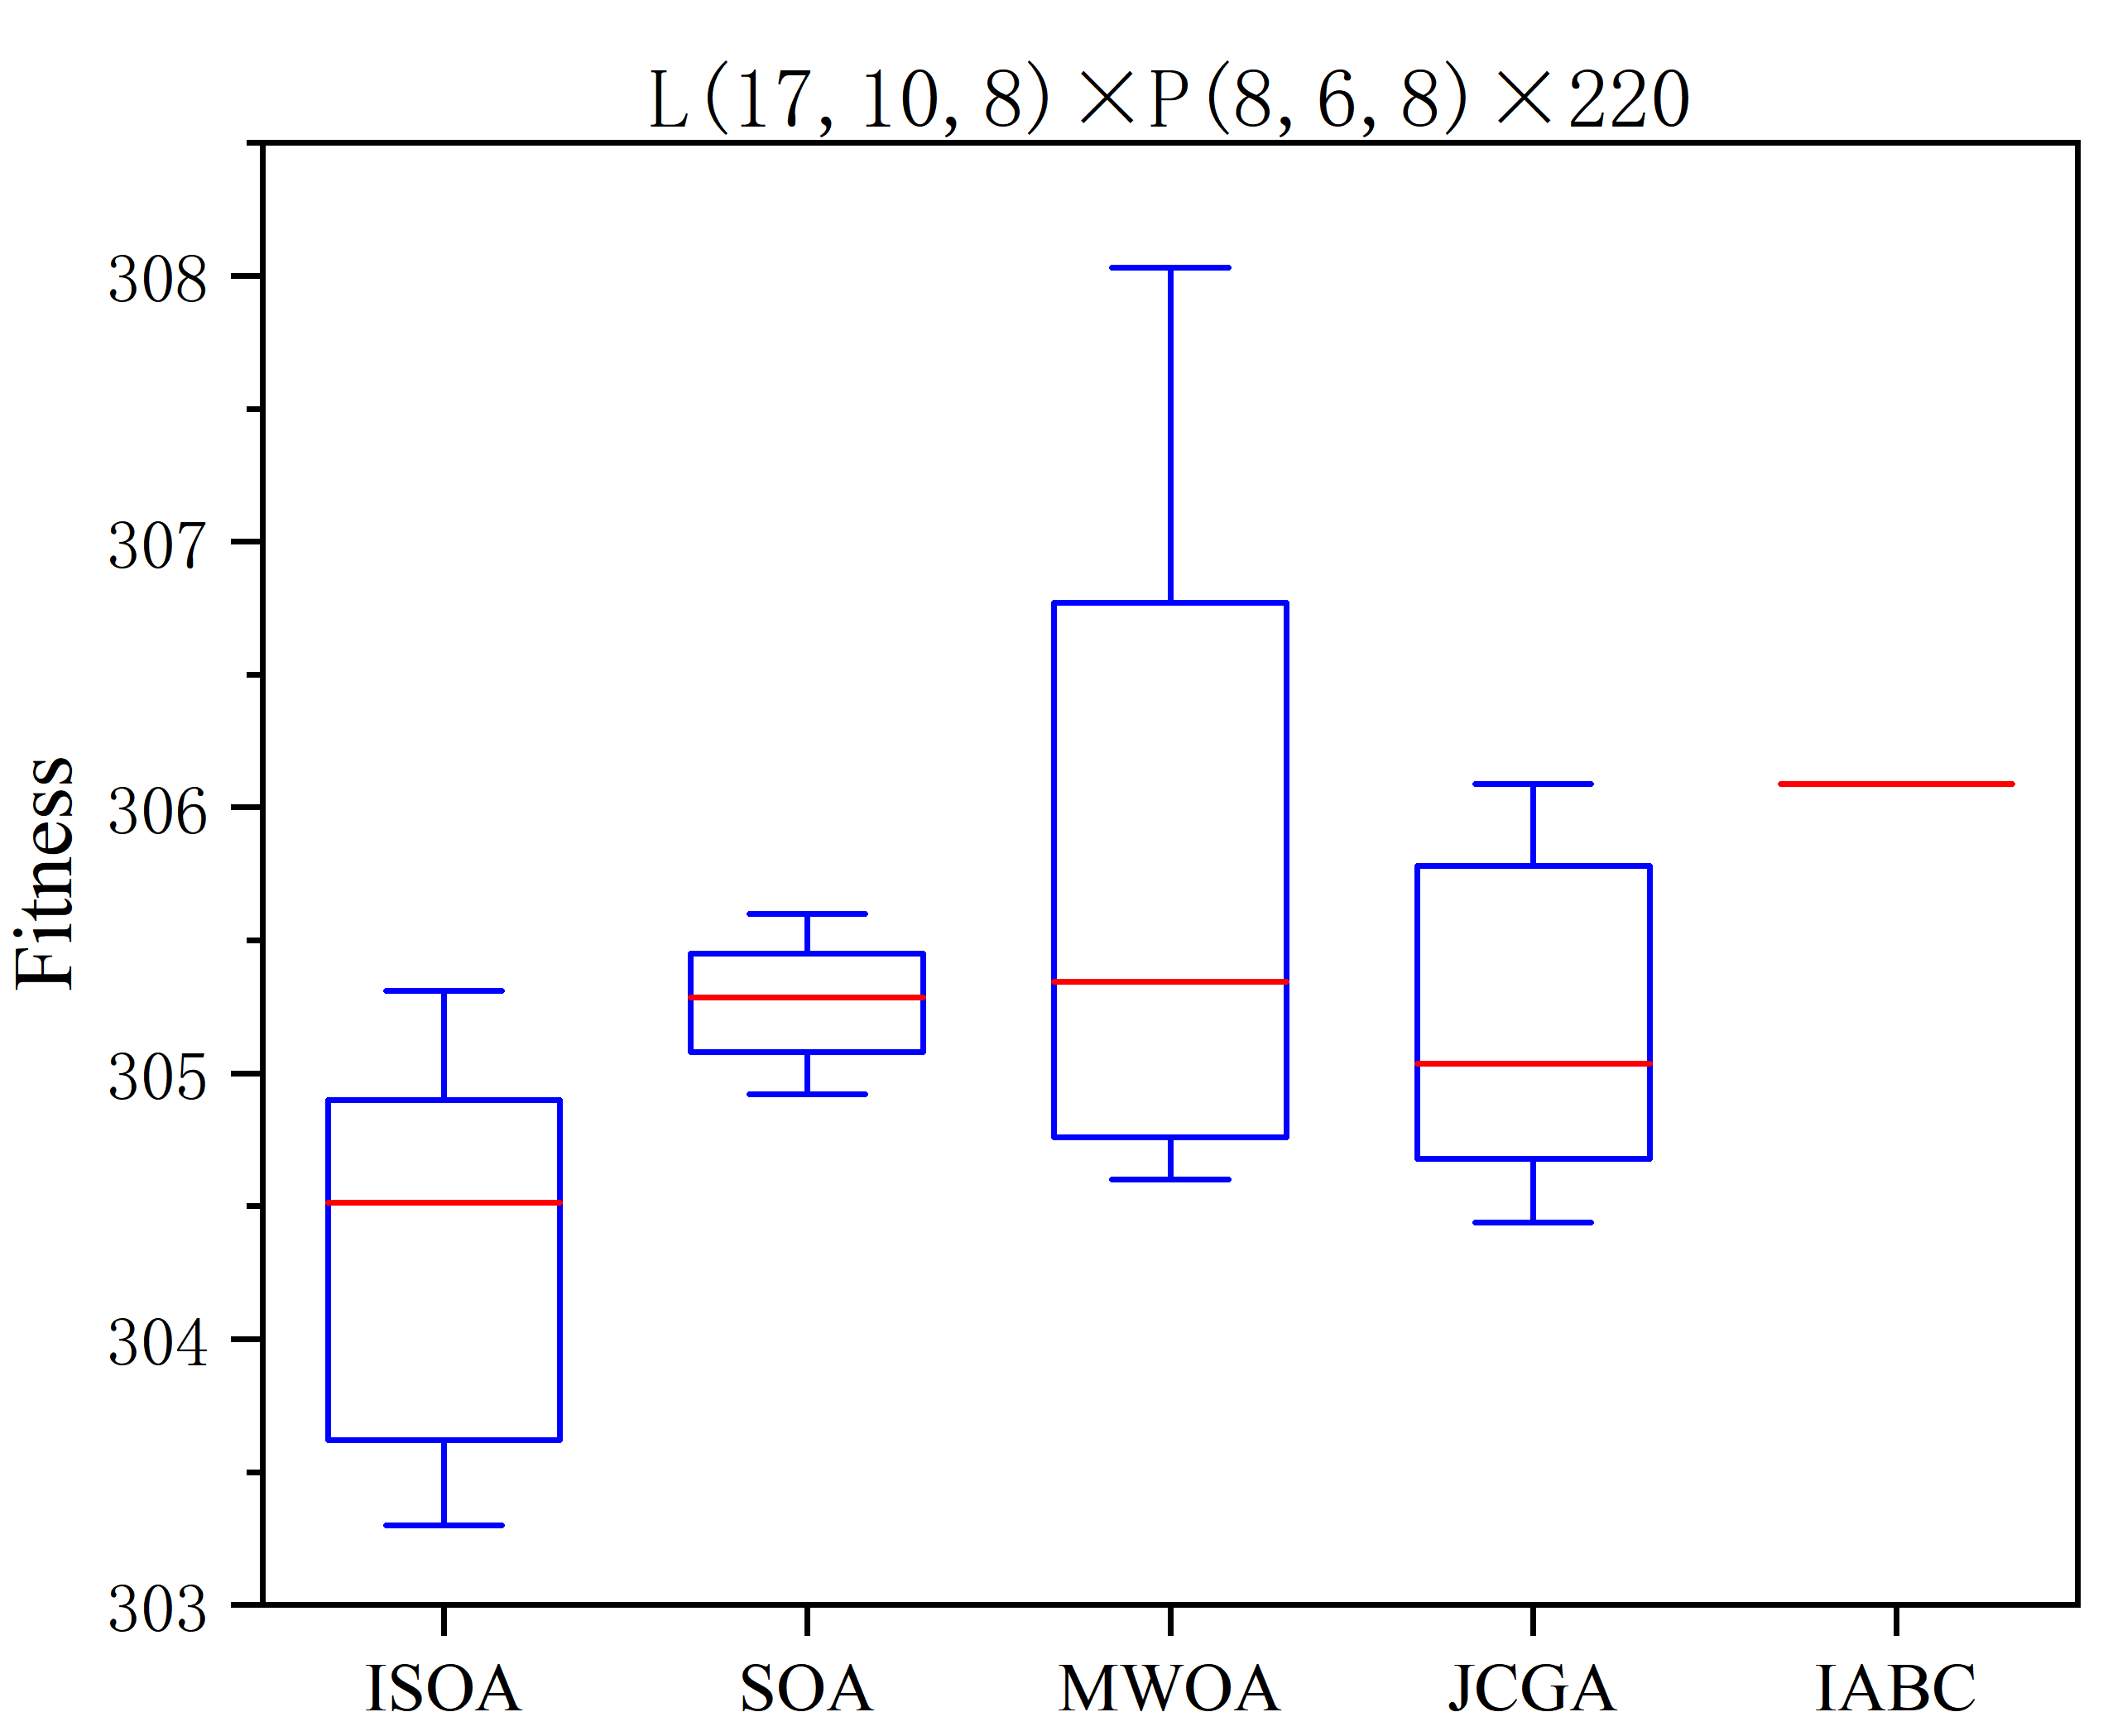 L(17,10,8)×P(8,6,8)×220
308
307
306
305
304
303
Fitness
ISOA SOA MWOA JCGA IABC